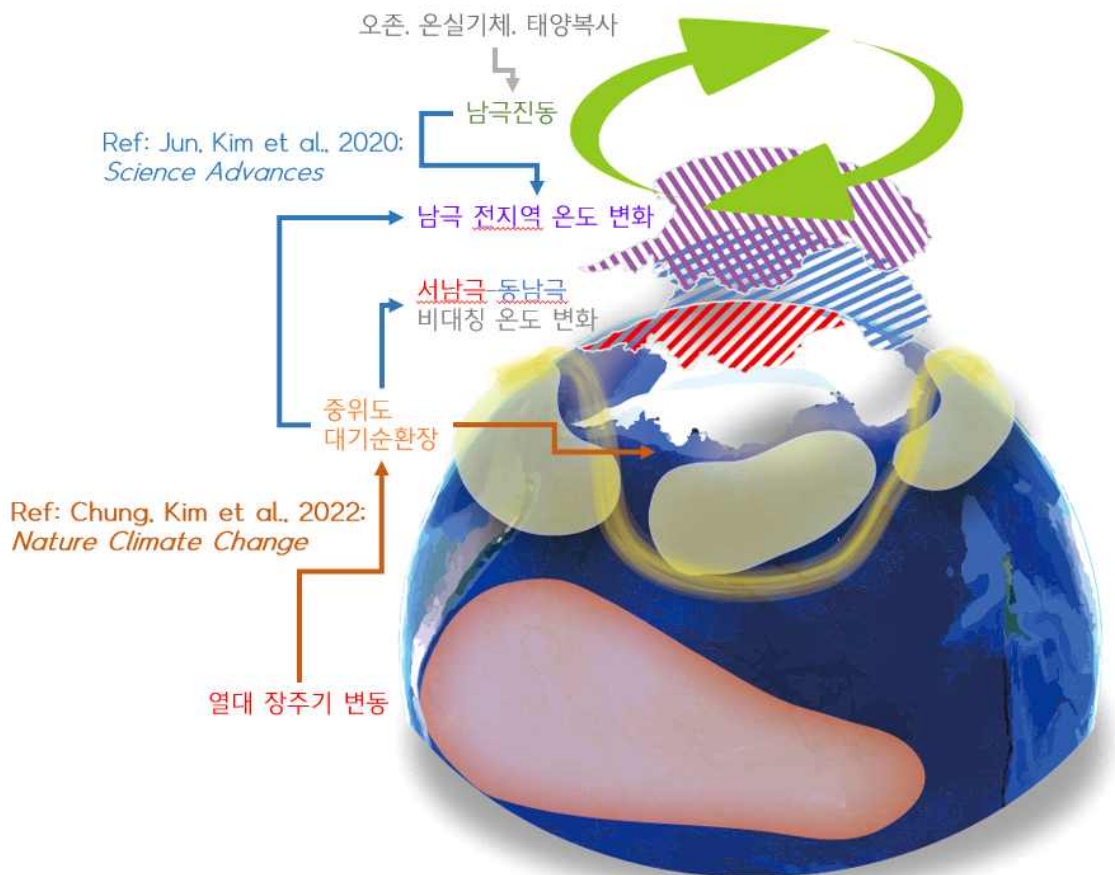 오존. 온실기체. 태양복사
남극진동
Ref: Jun, Kim et al., 2020:
Science Advances
남극 전지역 온도 변화
서남극-동남극
비대칭 온도 변화
중위도
대기순환장
Ref: Chung, Kim et al., 2022:
Nature Climate Change
열대 장주기 변동